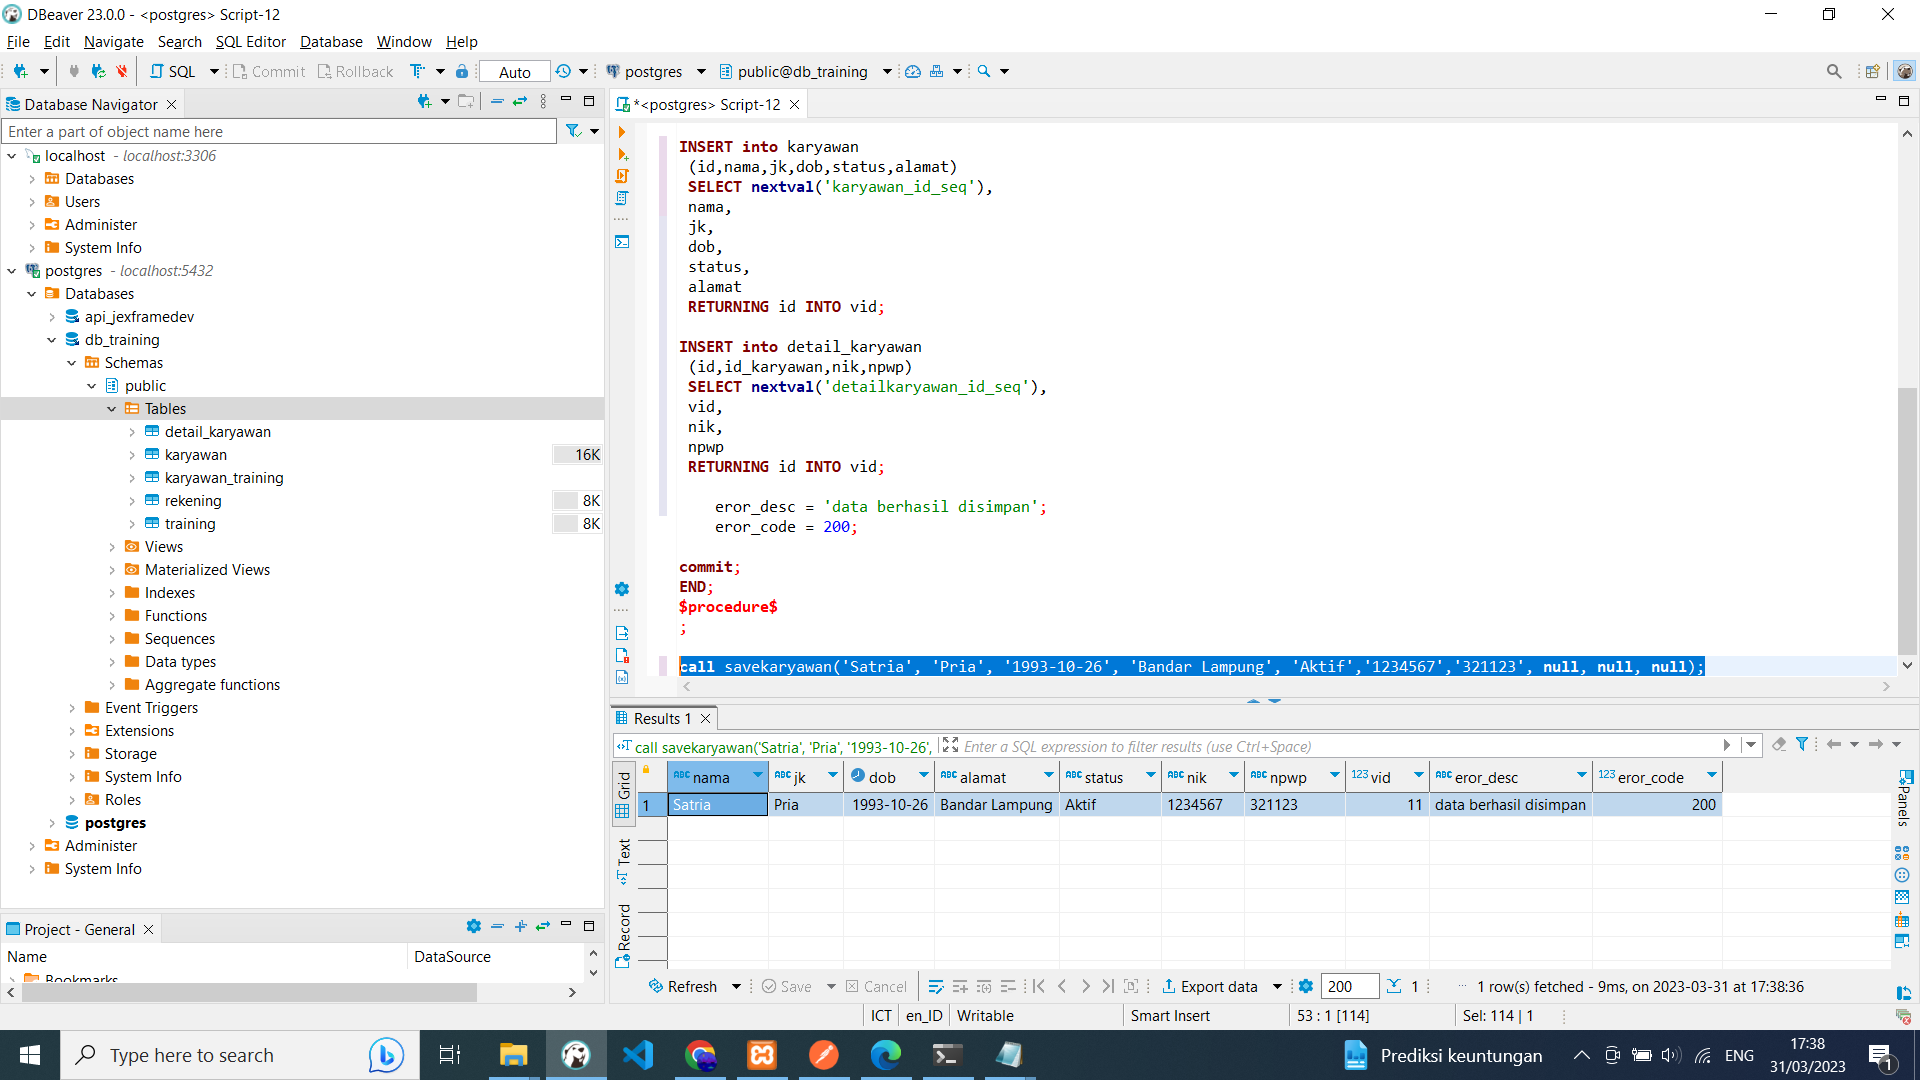 DBeaver 23.0.0 - <postgres> Script-12
File Edit Navigate Search SQL Editor Database Window Help
SQL Commit Rollback Auto postgres public@db_training
Database Navigator
Enter a part of object name here
localhost - localhost:3306
Databases
Users
Administer
System Info
postgres - localhost:5432
Databases
api_jexframedev
db_training
Schemas
public
Tables
detail_karyawan
karyawan 16K
karyawan_training
rekening 8K
training 8K
Views
Materialized Views
Indexes
Functions
Sequences
Data types
Aggregate functions
Event Triggers
Extensions
Storage
System Info
Roles
postgres
Administer
System Info
Project - General
Name DataSource
Bookmarks
*<postgres> Script-12
INSERT into karyawan
(id,nama,jk,dob,status,alamat)
SELECT nextval('karyawan_id_seq'),
nama,
jk,
dob,
status,
alamat
RETURNING id INTO vid;
INSERT into detail_karyawan
(id,id_karyawan,nik,npwp)
SELECT nextval('detailkaryawan_id_seq'),
vid,
nik,
npwp
RETURNING id INTO vid;
eror_desc = 'data berhasil disimpan';
eror_code = 200;
commit;
END;
$procedure$
;
call savekaryawan('Satria', 'Pria', '1993-10-26', 'Bandar Lampung', 'Aktif','1234567','321123', null, null, null);
Results 1
call savekaryawan('Satria', 'Pria', '1993-10-26', Enter a SQL expression to filter results (use Ctrl+Space)
Grid
Text
Record
Panels
ABC nama ABC jk dob ABC alamat ABC status ABC nik ABC npwp 123 vid ABC eror_desc 123 eror_code
1 Satria Pria 1993-10-26 Bandar Lampung Aktif 1234567 321123 11 data berhasil disimpan 200
Refresh Save Cancel Export data 200 1 1 row(s) fetched - 9ms, on 2023-03-31 at 17:38:36
ICT en_ID Writable Smart Insert 53 : 1 [114] Sel: 114 | 1
Type here to search
Prediksi keuntungan
ENG
17:38
31/03/2023
1